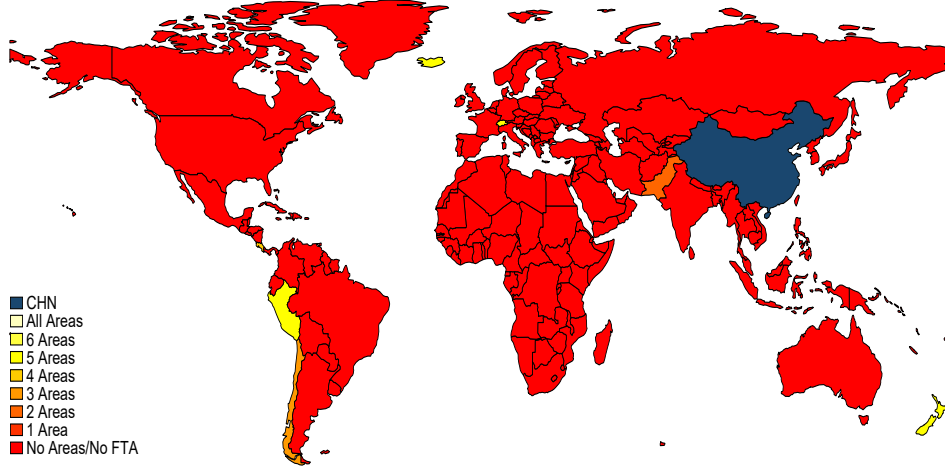 CHN
All Areas
6 Areas
5 Areas
4 Areas
3 Areas
2 Areas
1 Area
No Areas/No FTA